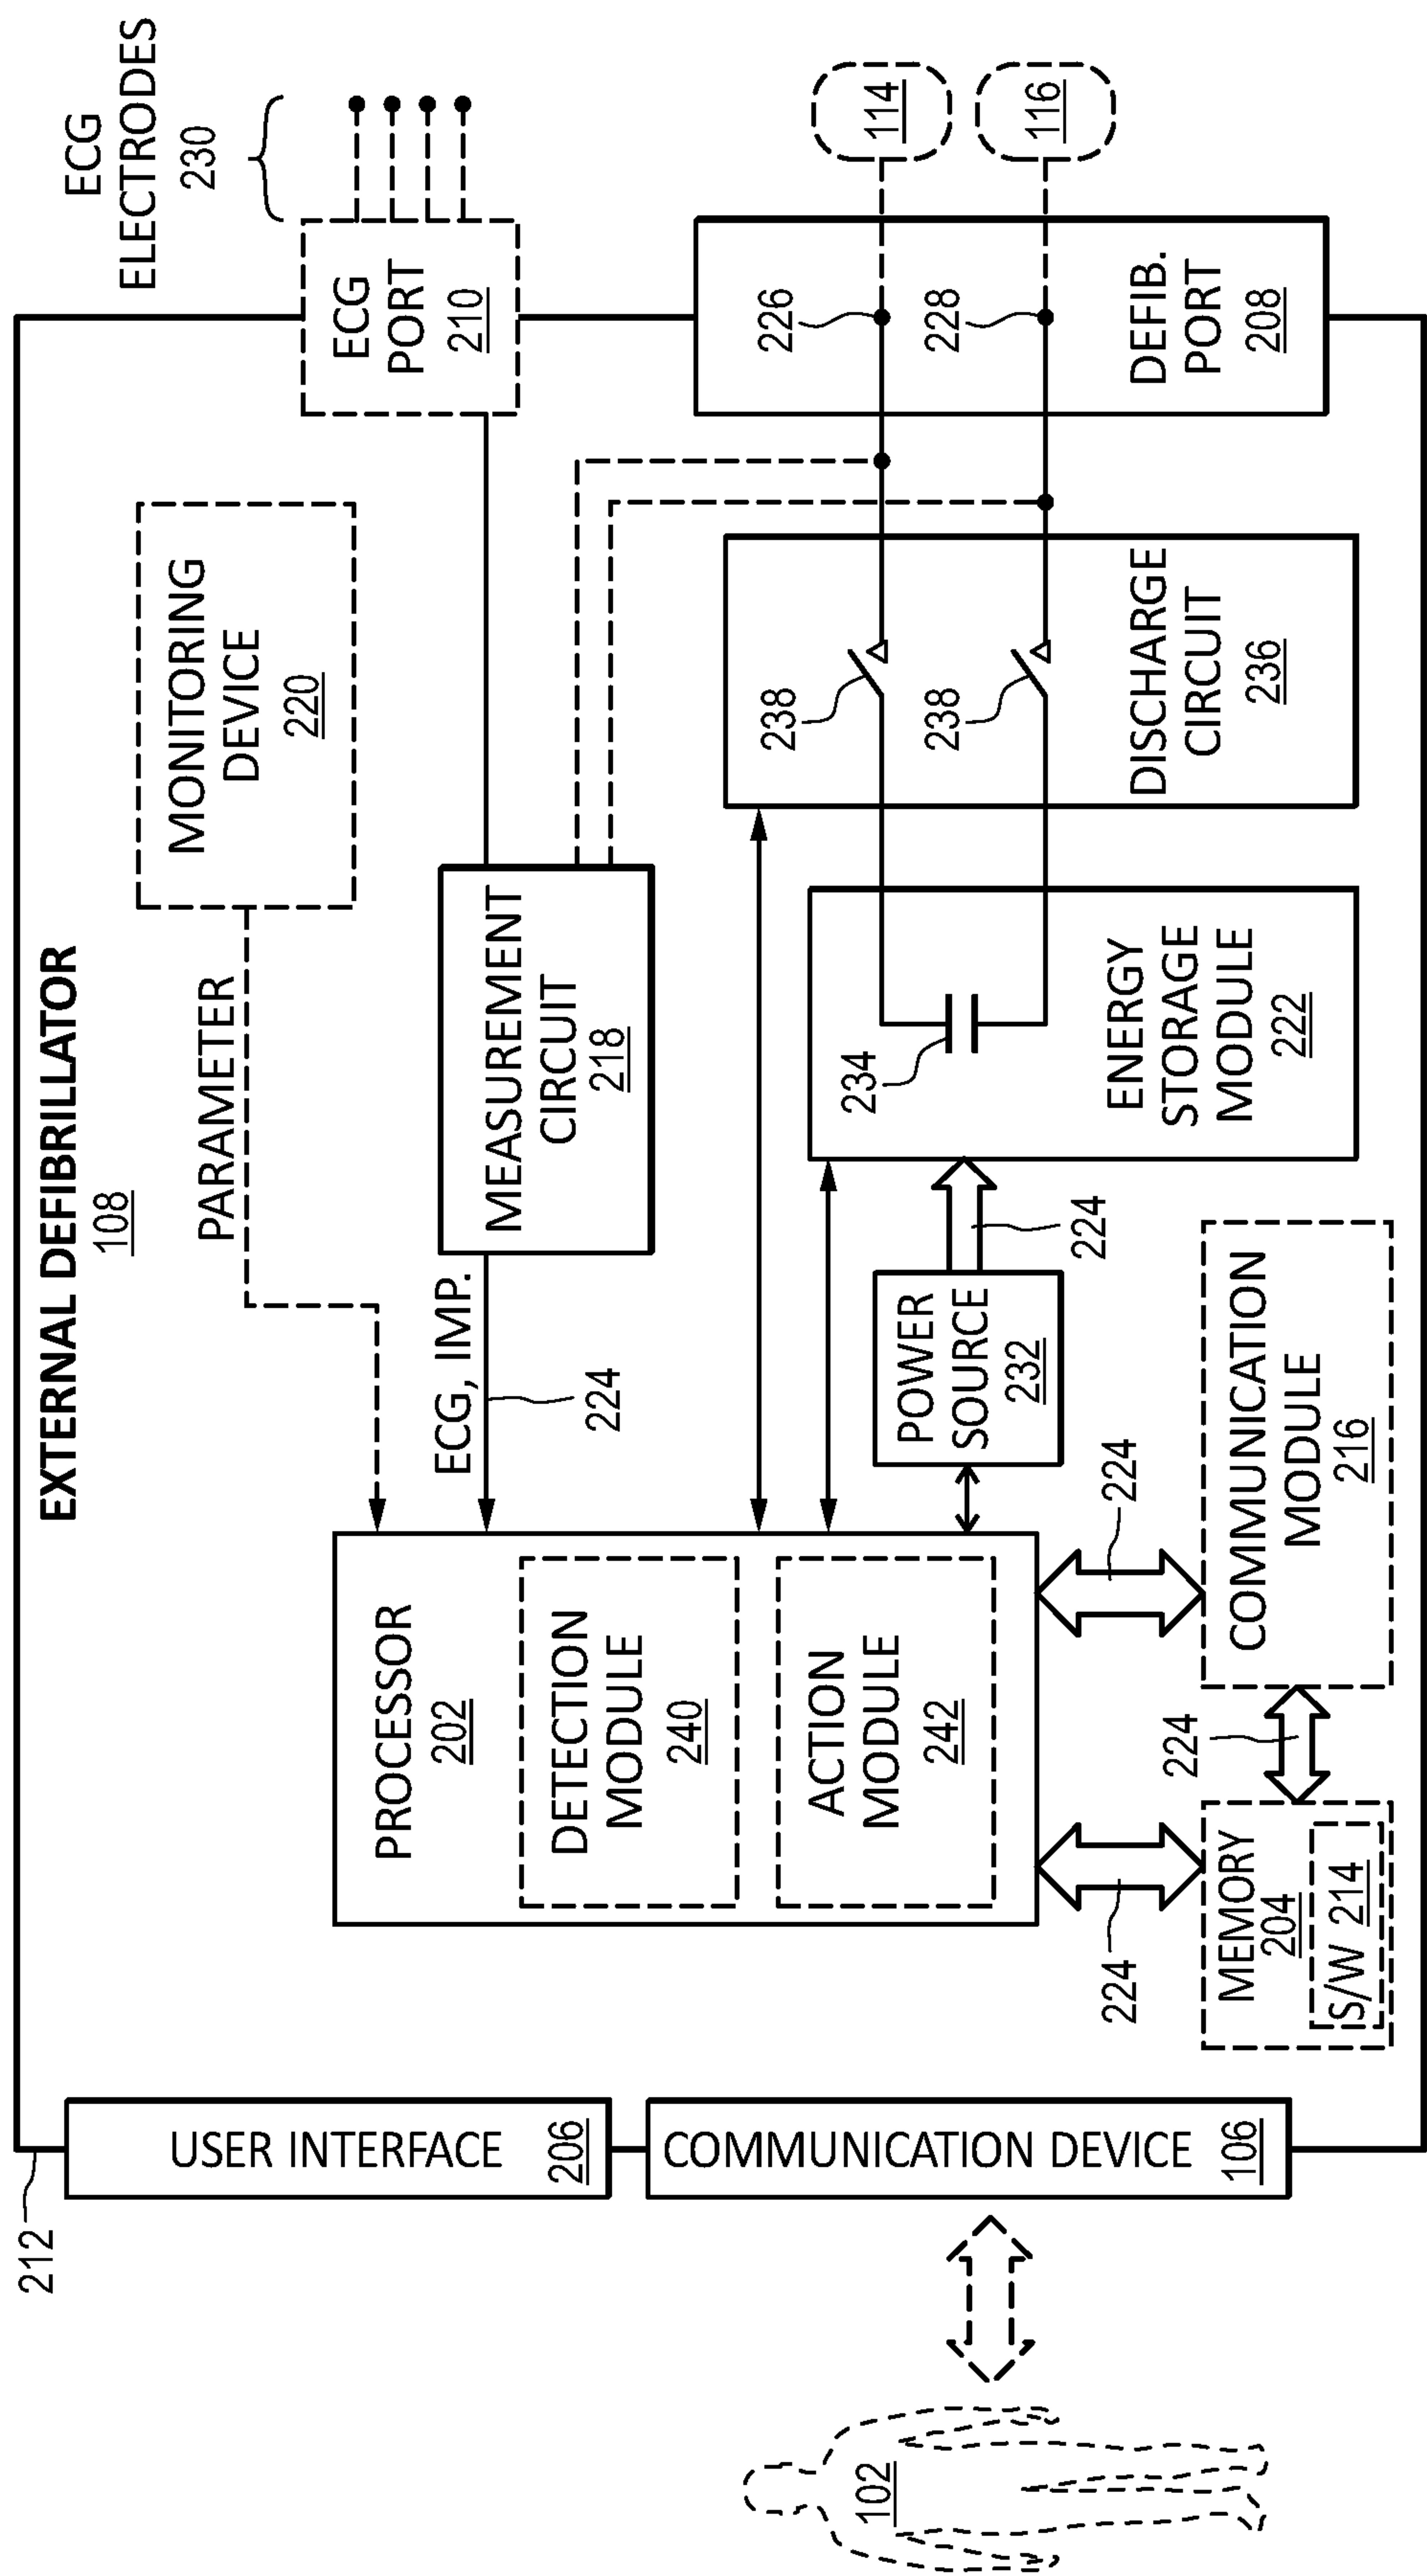 EXTERNAL DEFIBRILLATOR
108
212
USER INTERFACE 206
COMMUNICATION DEVICE 106
102
PARAMETER
MONITORING
DEVICE
220
ECG
ELECTRODES
230
ECG
PORT
210
ECG, IMP.
224
MEASUREMENT
CIRCUIT
218
PROCESSOR
202
DETECTION
MODULE
240
ACTION
MODULE
242
POWER
SOURCE
232
224
234
ENERGY
STORAGE
MODULE
222
238
238
DISCHARGE
CIRCUIT
236
226
228
DEFIB.
PORT
208
114
116
224
224
MEMORY
204
S/W 214
224
COMMUNICATION
MODULE
216